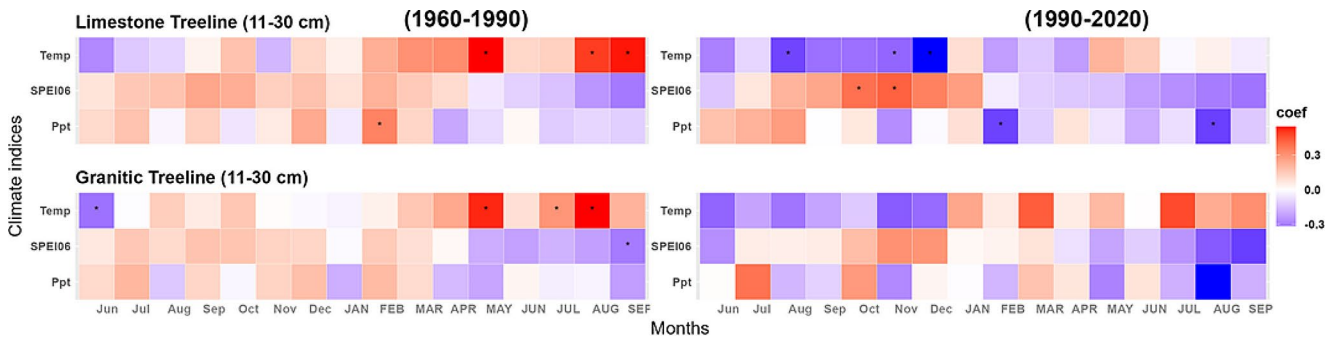 Limestone Treeline (11-30 cm) (1960-1990) (1990-2020)
Temp Temp
SPEI06 SPEI06
Ppt Ppt
coef
0.3
0.0
-0.3
Climate indices
Granitic Treeline (11-30 cm)
Temp Temp
SPEI06 SPEI06
Ppt Ppt
Jun Jul Aug Sep Oct Nov Dec JAN FEB MAR APR MAY JUN JUL AUG SEP Jun Jul Aug Sep Oct Nov Dec JAN FEB MAR APR MAY JUN JUL AUG SEP
Months